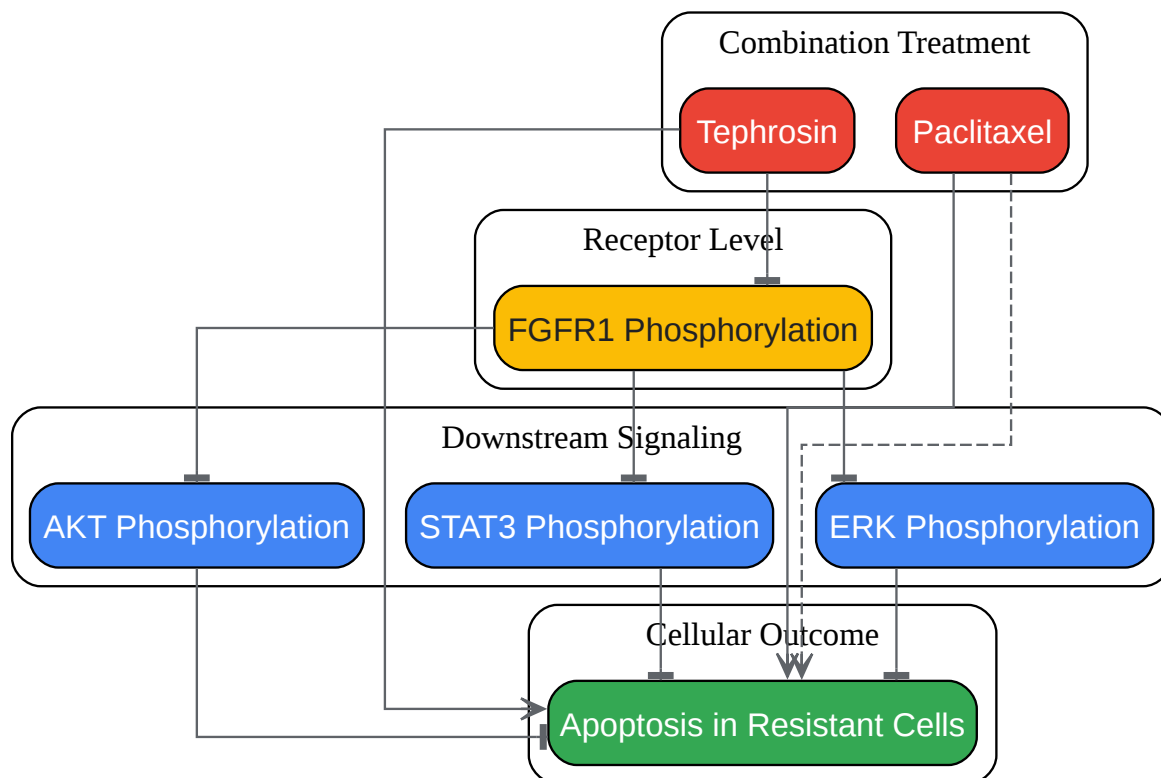 Combination Treatment
Tephrosin
Paclitaxel
Receptor Level
FGFR1 Phosphorylation
Downstream Signaling
AKT Phosphorylation
STAT3 Phosphorylation
ERK Phosphorylation
Cellular Outcome
Apoptosis in Resistant Cells